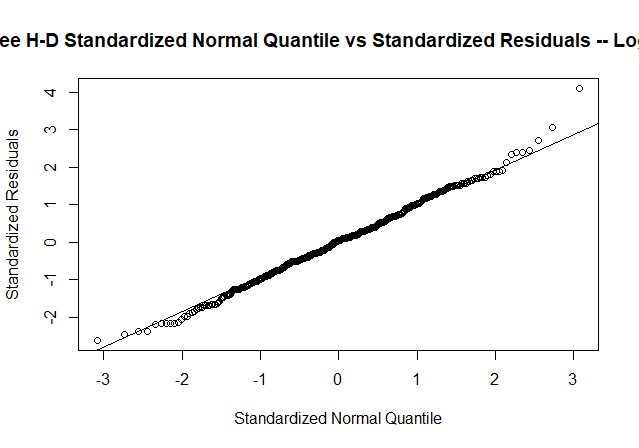 ee H-D Standardized Normal Quantile vs Standardized Residuals -- Log
Standardized Residuals
4
3
2
1
0
-1
-2
-3 -2 -1 0 1 2 3
Standardized Normal Quantile